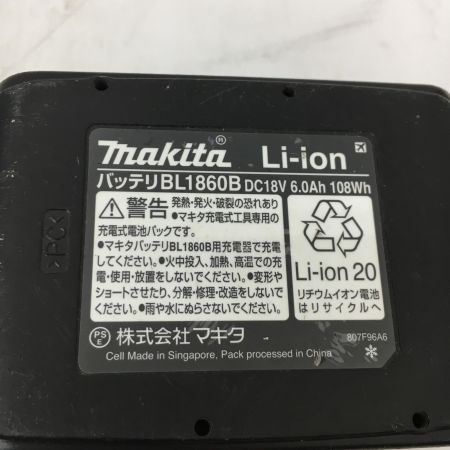 makita ® Li-ion
バッテリBL1860B DC18V 6.0Ah 108Wh
⚠警告 発熱・発火・破裂の恐れあり
●マキタ充電式工具専用の
充電式電池パックです。
●マキタバッテリBL1860B用充電器で充電
してください。●火中投入、加熱、高温での充
電・使用・放置をしないでください。●変形や
ショートさせたり、分解・修理・改造をしないで
ください。●雨や水にぬらさないでください。
Li-ion 20
リチウムイオン電池
はリサイクルへ
PS
E 株式会社 マキタ
Cell Made in Singapore, Pack processed in China
807F96A6
>PC<